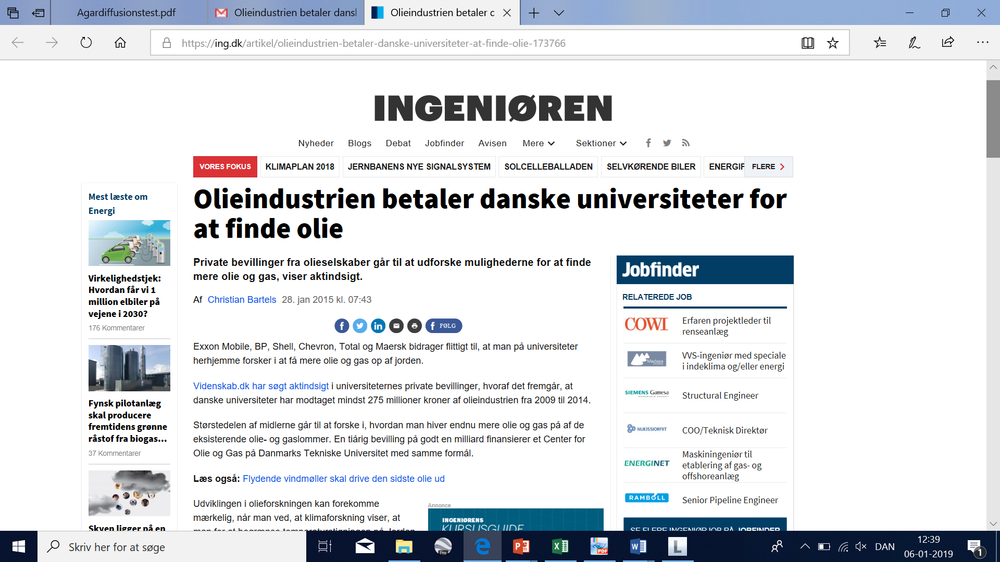 Agardiffusionstest.pdf
Olieindustrien betaler dansl
Olieindustrien betaler d
https://ing.dk/artikel/olieindustrien-betaler-danske-universiteter-at-finde-olie-173766
INGENIØREN
Nyheder Blogs Debat Jobfinder Avisen Mere Sektioner
VORES FOKUS KLIMAPLAN 2018 JERNBANENS NYE SIGNALSYSTEM SOLCELLEBALLADEN SELVKØRENDE BILER ENERGIF FLERE
Mest læste om
Energi
Virkelighedstjek:
Hvordan får vi 1
million elbiler på
vejene i 2030?
176 Kommentarer
Fynsk pilotanlæg
skal producere
fremtidens grønne
råstof fra biogas...
37 Kommentarer
Skyen ligger på en
Olieindustrien betaler danske universiteter for
at finde olie
Private bevillinger fra olieselskaber går til at udforske mulighederne for at finde
mere olie og gas, viser aktindsigt.
Af Christian Bartels 28. jan 2015 kl. 07:43
FØLG
Exxon Mobile, BP, Shell, Chevron, Total og Maersk bidrager flittigt til, at man på universiteter
herhjemme forsker i at få mere olie og gas op af jorden.
Videnskab.dk har søgt aktindsigt i universiteternes private bevillinger, hvoraf det fremgår, at
danske universiteter har modtaget mindst 275 millioner kroner af olieindustrien fra 2009 til 2014.
Størstedelen af midlerne går til at forske i, hvordan man hiver endnu mere olie og gas på af de
eksisterende olie- og gaslommer. En tiårig bevilling på godt en milliard finansierer et Center for
Olie og Gas på Danmarks Tekniske Universitet med samme formål.
Læs også: Flydende vindmøller skal drive den sidste olie ud
Udviklingen i olieforskningen kan forekomme
mærkelig, når man ved, at klimaforskning viser, at
man for at begrænse temperaturstigningen på Jorden
Annonce
INGENIØRENS
KURSUSGUIDE
Jobfinder
RELATEREDE JOB
COWI
Erfaren projektleder til
renseanlæg
Madosa
VVS-ingeniør med speciale
i indeklima og/eller energi
SIEMENS Gamesa
RENEWABLE ENERGY
Structural Engineer
NUKISSIORFIIT
COO/Teknisk Direktør
ENERGINET
Maskiningeniør til
etablering af gas- og
offshoreanlæg
RAMBOLL
Senior Pipeline Engineer
SE FLERE INGENIØRJOB PÅ JOBFINDER
Skriv her for at søge
Pro
PDF
DAN
12:39
06-01-2019
1